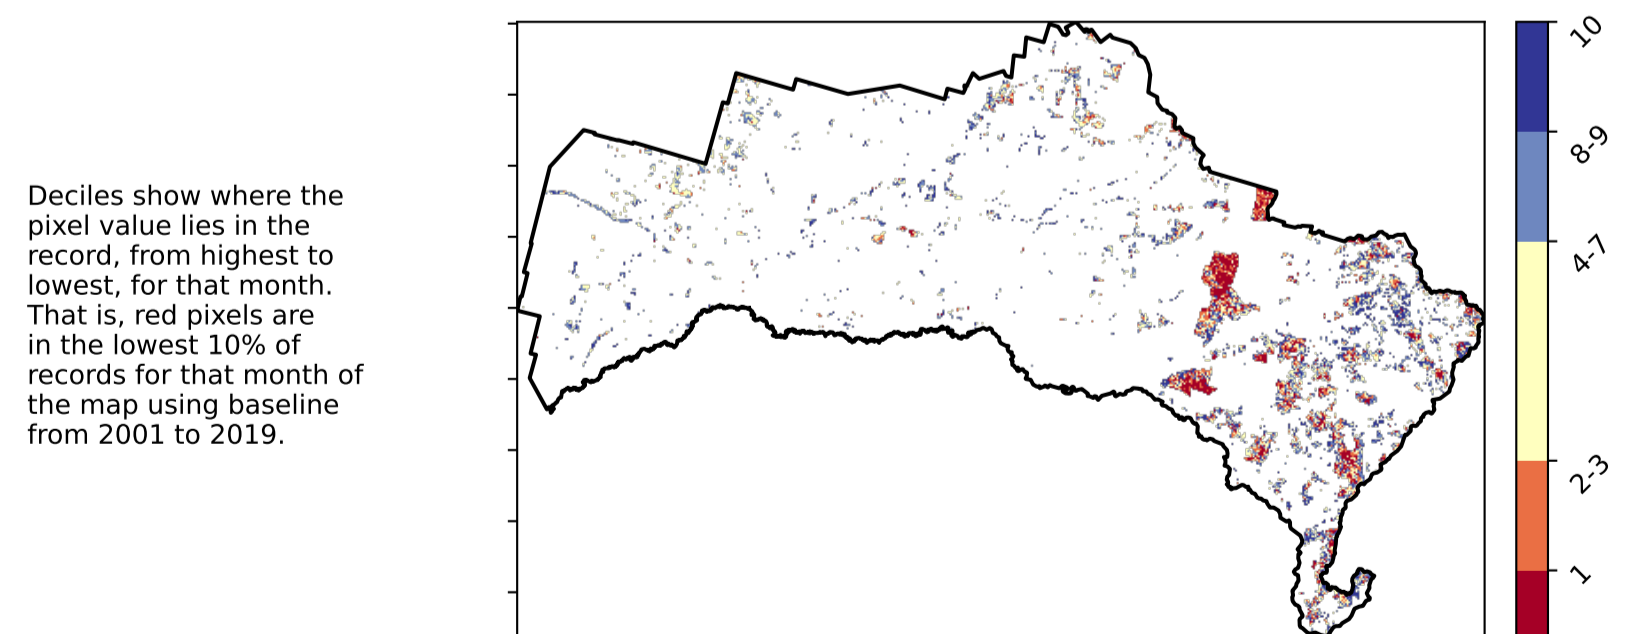 Deciles show where the
pixel value lies in the
record, from highest to
lowest, for that month.
That is, red pixels are
in the lowest 10% of
records for that month of
the map using baseline
from 2001 to 2019.
10
8-9
4-7
2-3
1